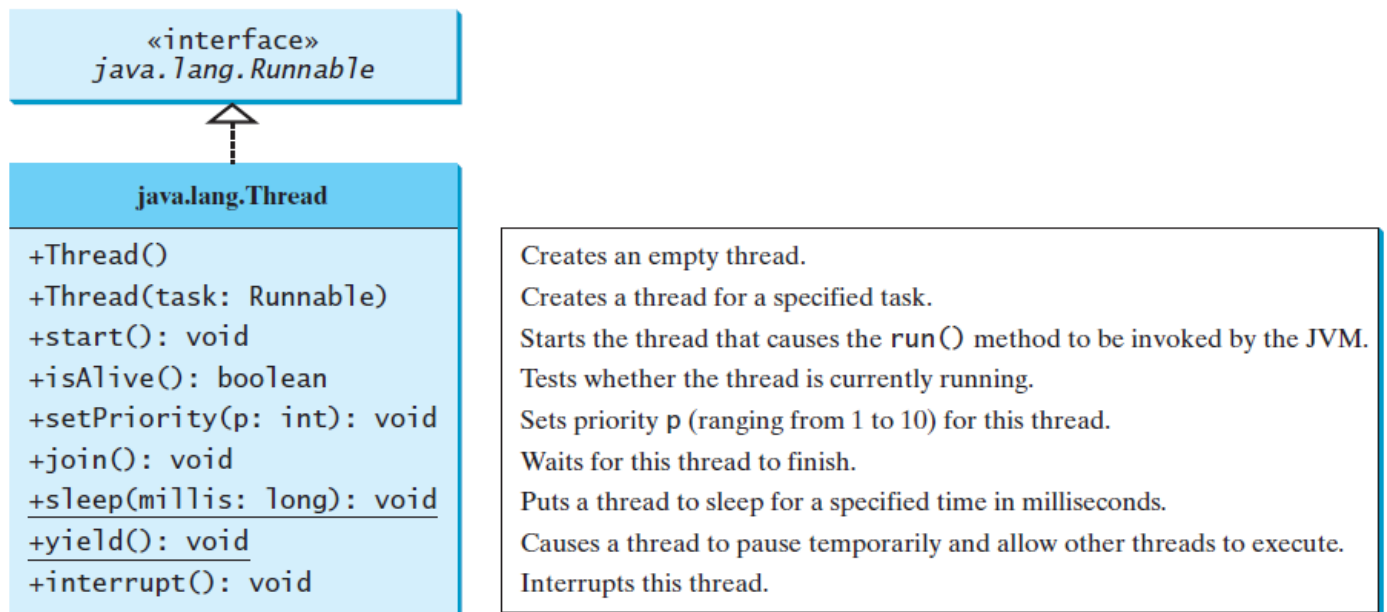 «interface»
java.lang.Runnable
java.lang.Thread
+Thread()
Creates an empty thread.
+Thread(task: Runnable)
Creates a thread for a specified task.
+start(): void
Starts the thread that causes the run() method to be invoked by the JVM.
+isAlive(): boolean
Tests whether the thread is currently running.
+setPriority(p: int): void
Sets priority p (ranging from 1 to 10) for this thread.
+join(): void
Waits for this thread to finish.
+sleep(millis: long): void
Puts a thread to sleep for a specified time in milliseconds.
+yield(): void
Causes a thread to pause temporarily and allow other threads to execute.
+interrupt(): void
Interrupts this thread.